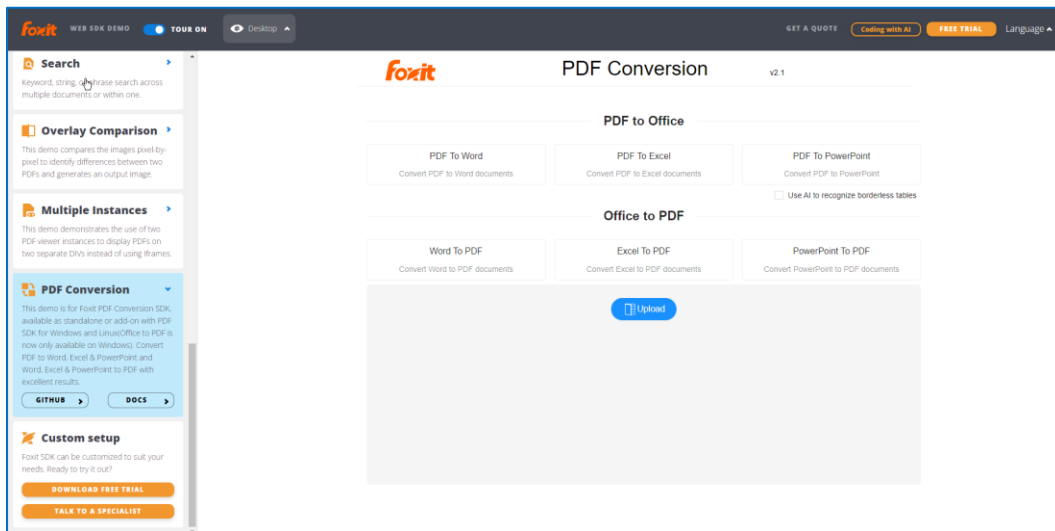 foxit WEB SDK DEMO TOUR ON Desktop GET A QUOTE Coding with AI FREE TRIAL Language
Search
Keyword, string, or phrase search across
multiple documents or within one.
Overlay Comparison
This demo compares the images pixel-by-
pixel to identify differences between two
PDFs and generates an output image.
Multiple Instances
This demo demonstrates the use of two
PDF viewer instances to display PDFs on
two separate DIVs instead of using Iframes.
PDF Conversion
This demo is for Foxit PDF Conversion SDK,
available as standalone or add-on with PDF
SDK for Windows and Linux(Office to PDF is
now only available on Windows). Convert
PDF to Word, Excel & PowerPoint and
Word, Excel & PowerPoint to PDF with
excellent results.
GITHUB DOCS
Custom setup
Foxit SDK can be customized to suit your
needs. Ready to try it out?
DOWNLOAD FREE TRIAL
TALK TO A SPECIALIST
foxit PDF Conversion v2.1
PDF to Office
PDF To Word PDF To Excel PDF To PowerPoint
Convert PDF to Word documents Convert PDF to Excel documents Convert PDF to PowerPoint
Use AI to recognize borderless tables
Office to PDF
Word To PDF Excel To PDF PowerPoint To PDF
Convert Word to PDF documents Convert Excel to PDF documents Convert PowerPoint to PDF documents
Upload